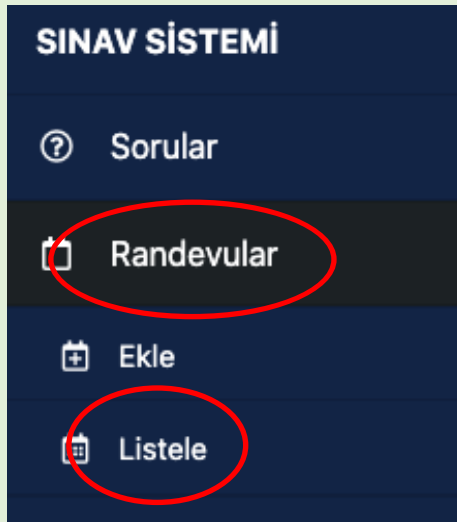 SINAV SİSTEMİ
Sorular
Randevular
Ekle
Listele